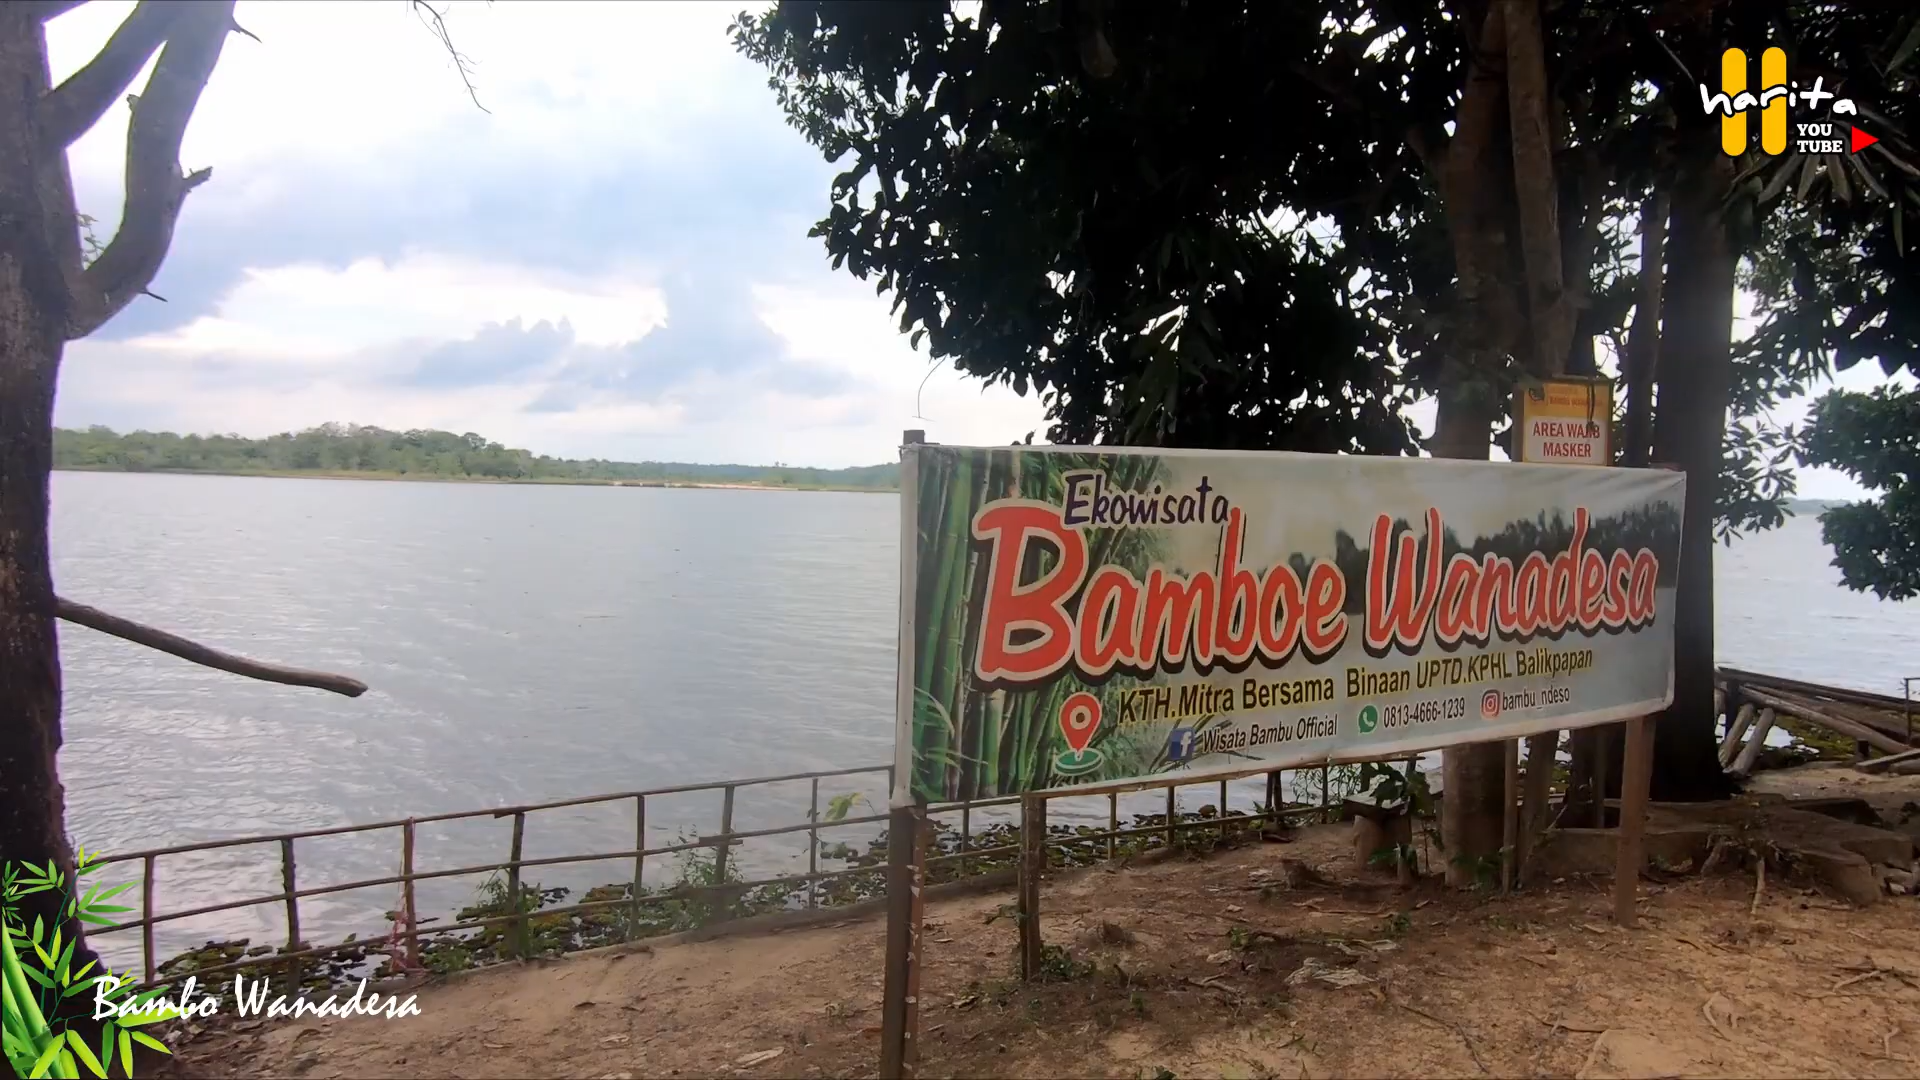 harita
YOU
TUBE
AREA WAJIB
MASKER
Ekowisata
Bamboe Wanadesa
KTH.Mitra Bersama Binaan UPTD.KPHL Balikpapan
Wisata Bambu Official 0813-4666-1239 bambu_ndeso
Bambo Wanadesa